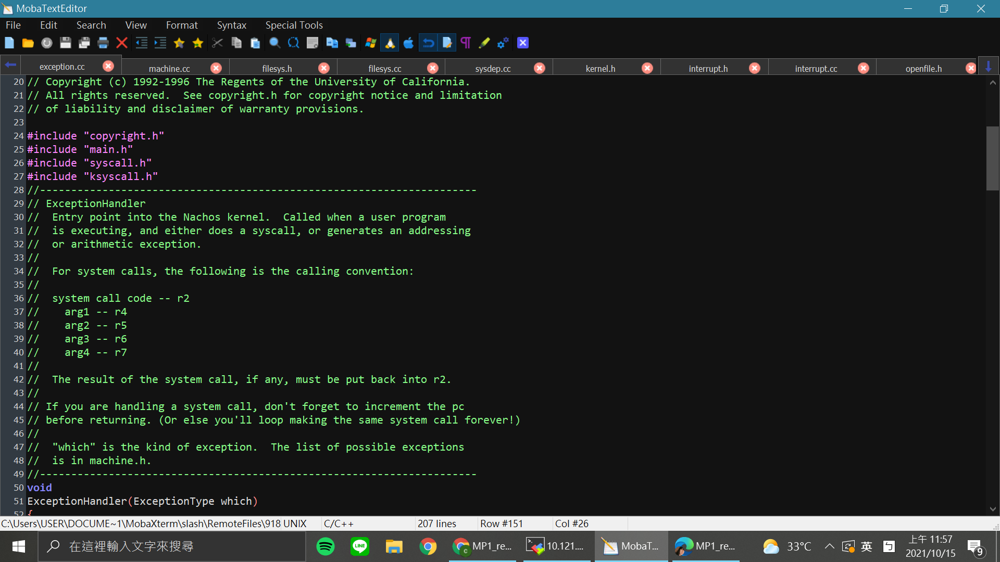 MobaTextEditor
File Edit Search View Format Syntax Special Tools
exception.cc machine.cc filesys.h filesys.cc sysdep.cc kernel.h interrupt.h interrupt.cc openfile.h
20 // Copyright (c) 1992-1996 The Regents of the University of California.
21 // All rights reserved.  See copyright.h for copyright notice and limitation
22 // of liability and disclaimer of warranty provisions.
23
24 #include "copyright.h"
25 #include "main.h"
26 #include "syscall.h"
27 #include "ksyscall.h"
28 //----------------------------------------------------------------------
29 // ExceptionHandler
30 //  Entry point into the Nachos kernel.  Called when a user program
31 //  is executing, and either does a syscall, or generates an addressing
32 //  or arithmetic exception.
33 //
34 //  For system calls, the following is the calling convention:
35 //
36 //  system call code -- r2
37 //    arg1 -- r4
38 //    arg2 -- r5
39 //    arg3 -- r6
40 //    arg4 -- r7
41 //
42 //  The result of the system call, if any, must be put back into r2.
43 //
44 // If you are handling a system call, don't forget to increment the pc
45 // before returning. (Or else you'll loop making the same system call forever!)
46 //
47 //  "which" is the kind of exception.  The list of possible exceptions
48 //  is in machine.h.
49 //----------------------------------------------------------------------
50 void
51 ExceptionHandler(ExceptionType which)
52 {
C:\Users\USER\DOCUME~1\MobaXterm\slash\RemoteFiles\918 UNIX C/C++ 207 lines Row #151 Col #26
在這裡輸入文字來搜尋 LINE MP1_re... 10.121.... MobaT... MP1_re... 33°C 英 ㄅ 上午 11:57
2021/10/15 9